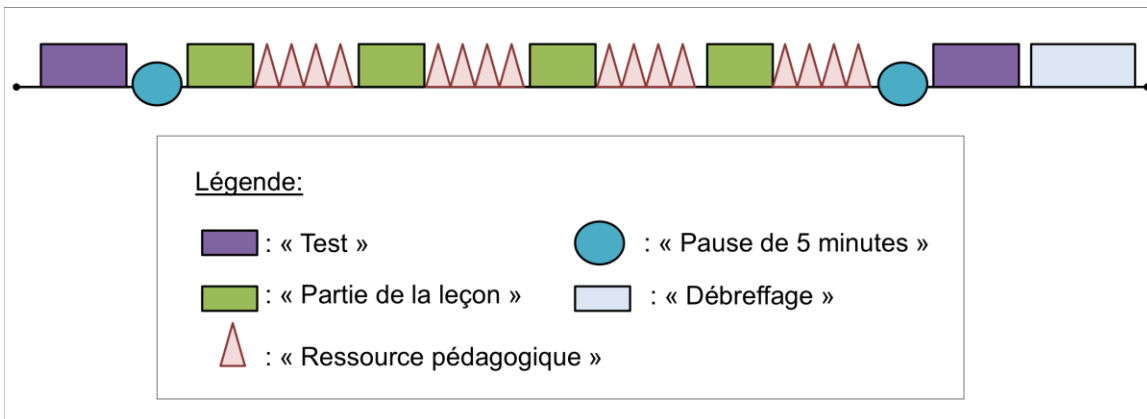 Légende:
: « Test »
: « Pause de 5 minutes »
: « Partie de la leçon »
: « Débreffage »
: « Ressource pédagogique »